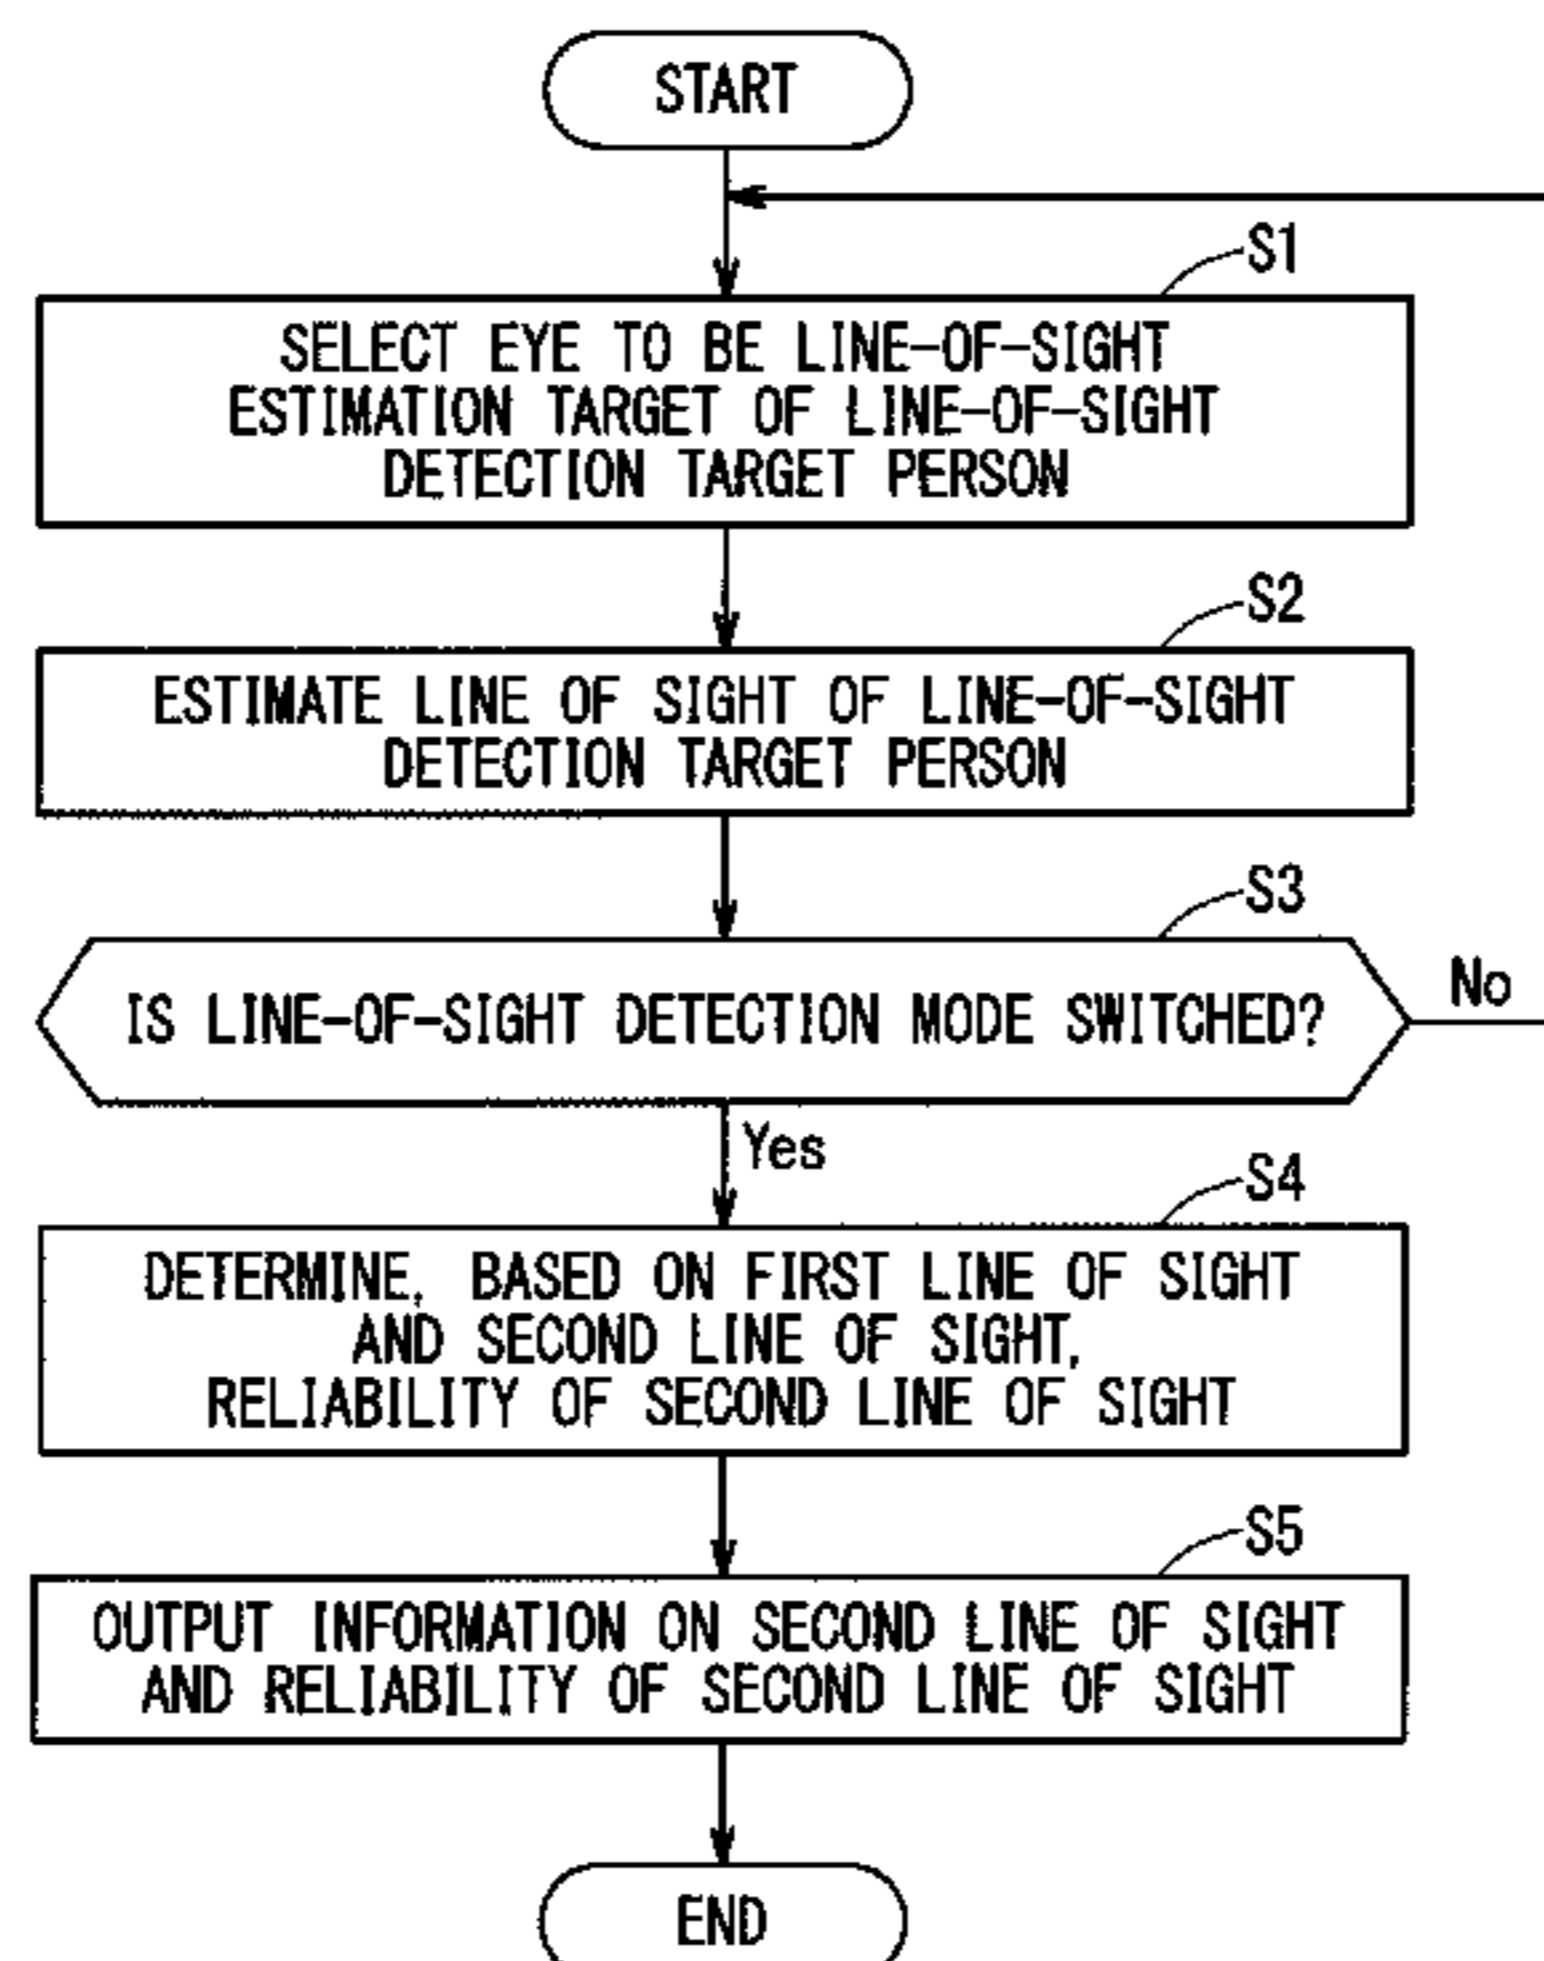 START
S1
SELECT EYE TO BE LINE-OF-SIGHT
ESTIMATION TARGET OF LINE-OF-SIGHT
DETECTION TARGET PERSON
S2
ESTIMATE LINE OF SIGHT OF LINE-OF-SIGHT
DETECTION TARGET PERSON
S3
IS LINE-OF-SIGHT DETECTION MODE SWITCHED?
No
Yes
S4
DETERMINE, BASED ON FIRST LINE OF SIGHT
AND SECOND LINE OF SIGHT,
RELIABILITY OF SECOND LINE OF SIGHT
S5
OUTPUT INFORMATION ON SECOND LINE OF SIGHT
AND RELIABILITY OF SECOND LINE OF SIGHT
END